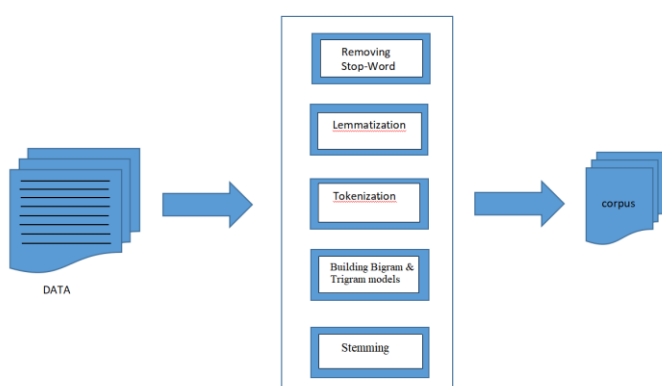 Removing
Stop-Word
Lemmatization
Tokenization
Building Bigram &
Trigram models
Stemming
DATA
corpus